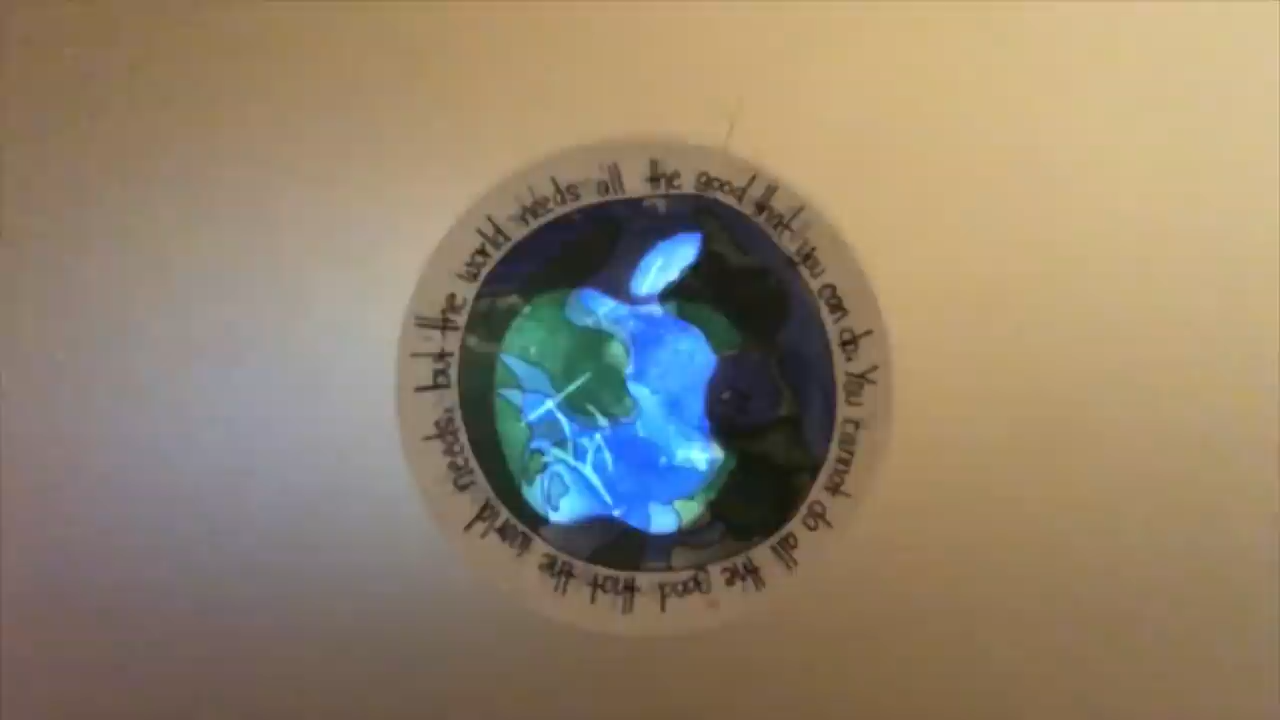 You cannot do all the good that the world needs, but the world needs all the good that you can do.